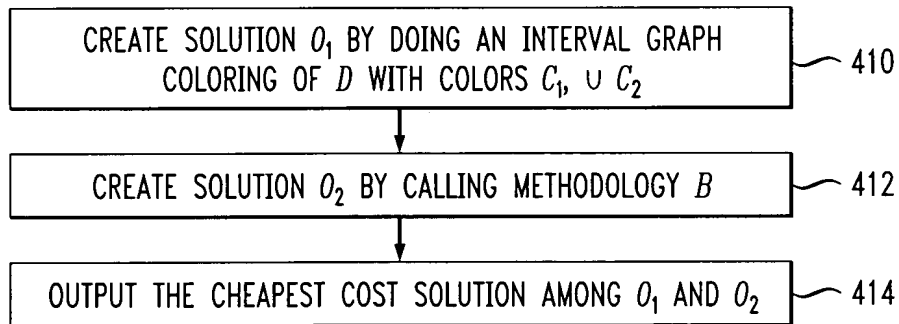 CREATE SOLUTION O₁ BY DOING AN INTERVAL GRAPH
COLORING OF D WITH COLORS C₁, ∪ C₂
410
CREATE SOLUTION O₂ BY CALLING METHODOLOGY B
412
OUTPUT THE CHEAPEST COST SOLUTION AMONG O₁ AND O₂
414